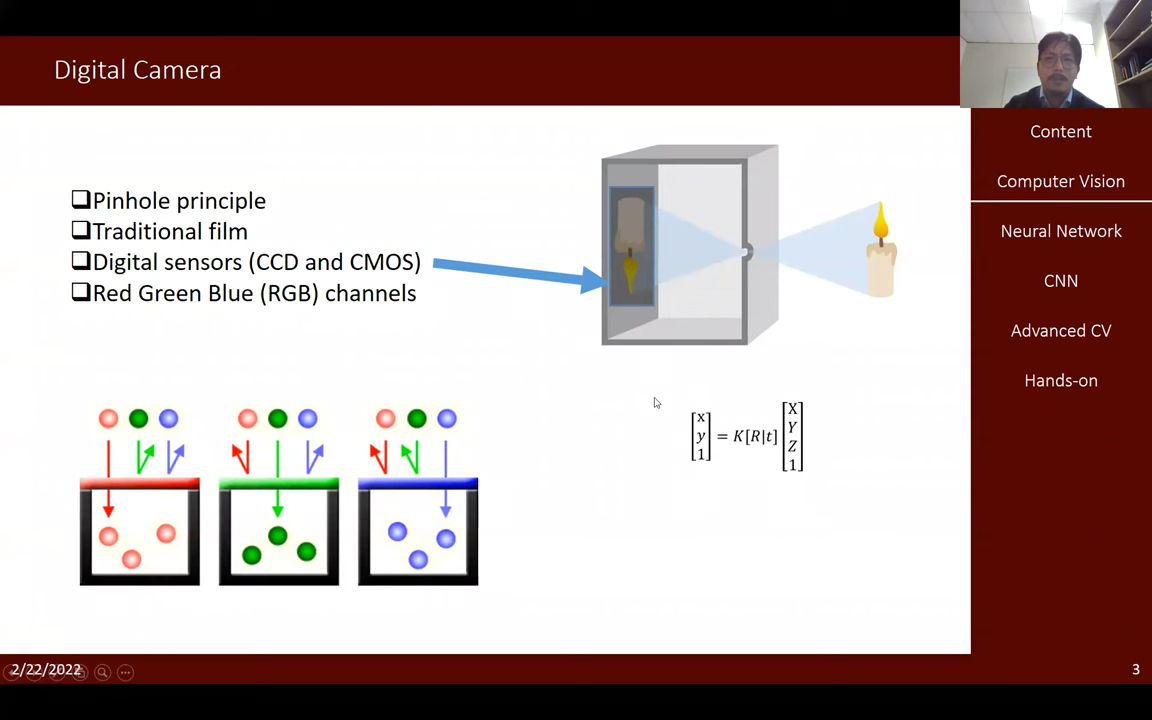 Digital Camera
❑Pinhole principle
❑Traditional film
❑Digital sensors (CCD and CMOS)
❑Red Green Blue (RGB) channels
[x y 1] = K[R|t] [X Y Z 1]
Content
Computer Vision
Neural Network
CNN
Advanced CV
Hands-on
2/22/2022
3